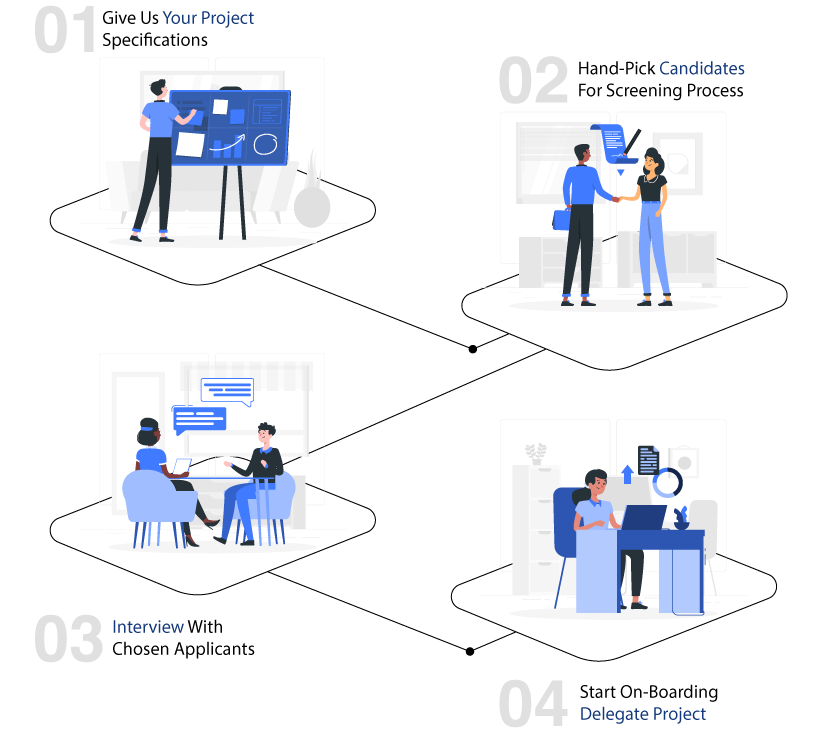 01 Give Us Your Project
Specifications
02 Hand-Pick Candidates
For Screening Process
03 Interview With
Chosen Applicants
04 Start On-Boarding
Delegate Project